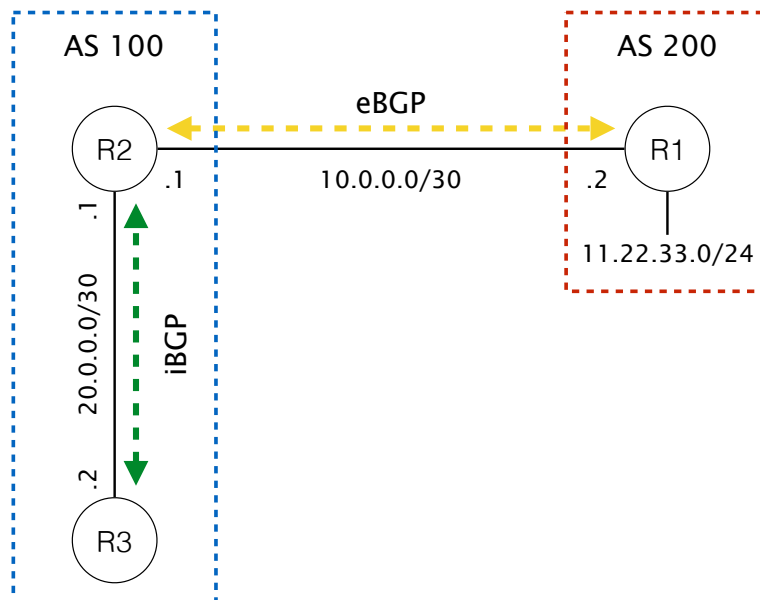 AS 100
AS 200
eBGP
R2
R1
.1
10.0.0.0/30
.2
.1
11.22.33.0/24
20.0.0.0/30
iBGP
.2
R3